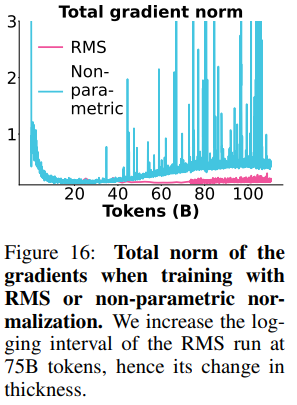 Total gradient norm
3
RMS
Non-
para-
metric
2
1
20 40 60 80 100
Tokens (B)
Figure 16: Total norm of the
gradients when training with
RMS or non-parametric nor-
malization. We increase the log-
ging interval of the RMS run at
75B tokens, hence its change in
thickness.